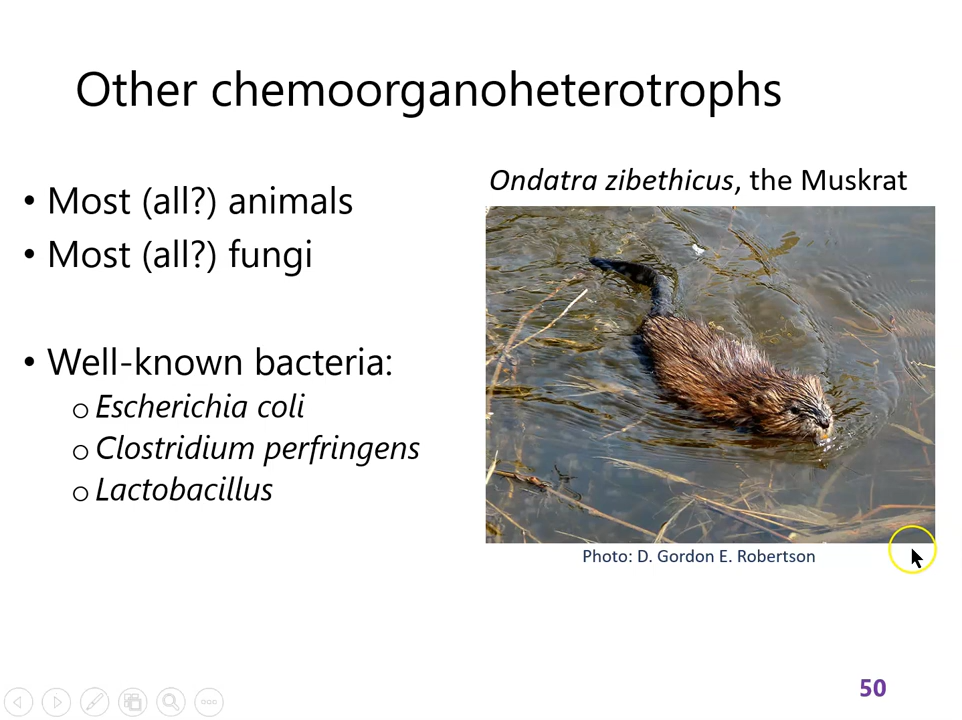 Other chemoorganoheterotrophs
• Most (all?) animals
• Most (all?) fungi
• Well-known bacteria:
o Escherichia coli
o Clostridium perfringens
o Lactobacillus
Ondatra zibethicus, the Muskrat
Photo: D. Gordon E. Robertson
50